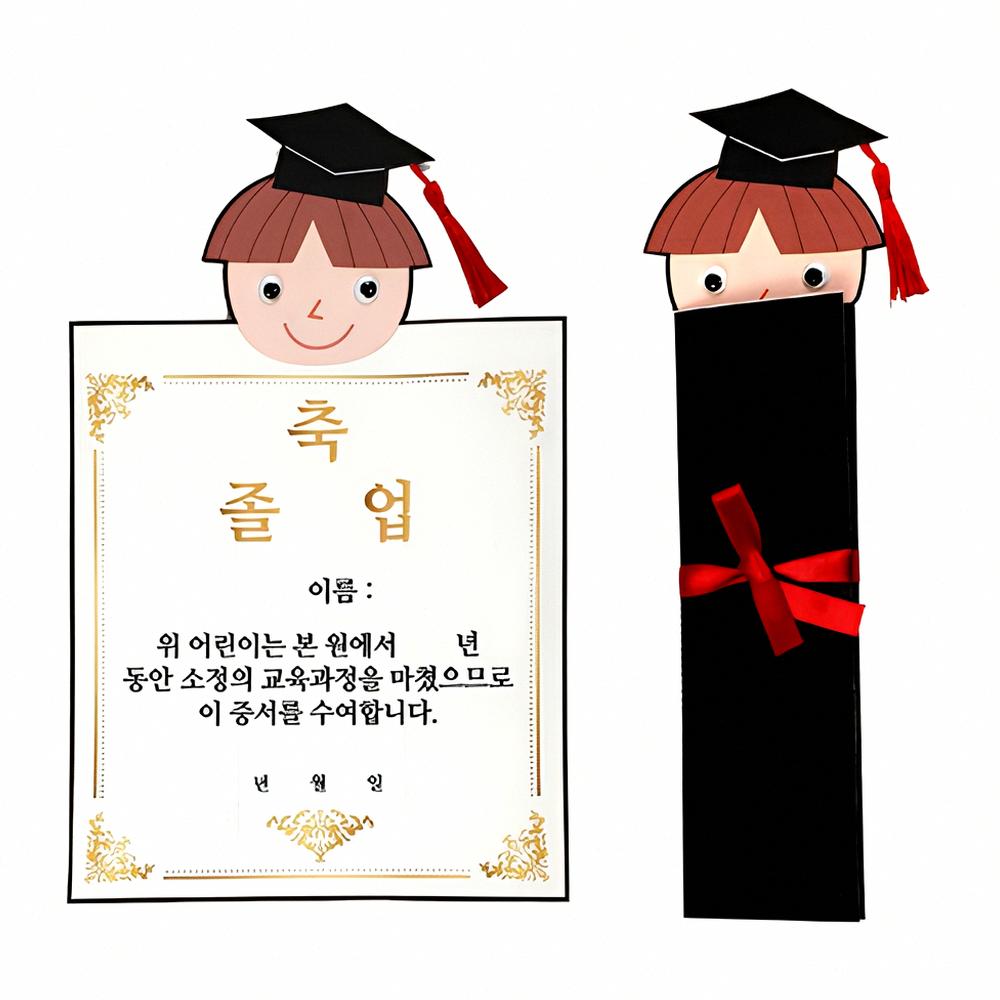 축
졸 업
이름 :
위 어린이는 본 원에서 년
동안 소정의 교육과정을 마쳤으므로
이 증서를 수여합니다.
년 월 일